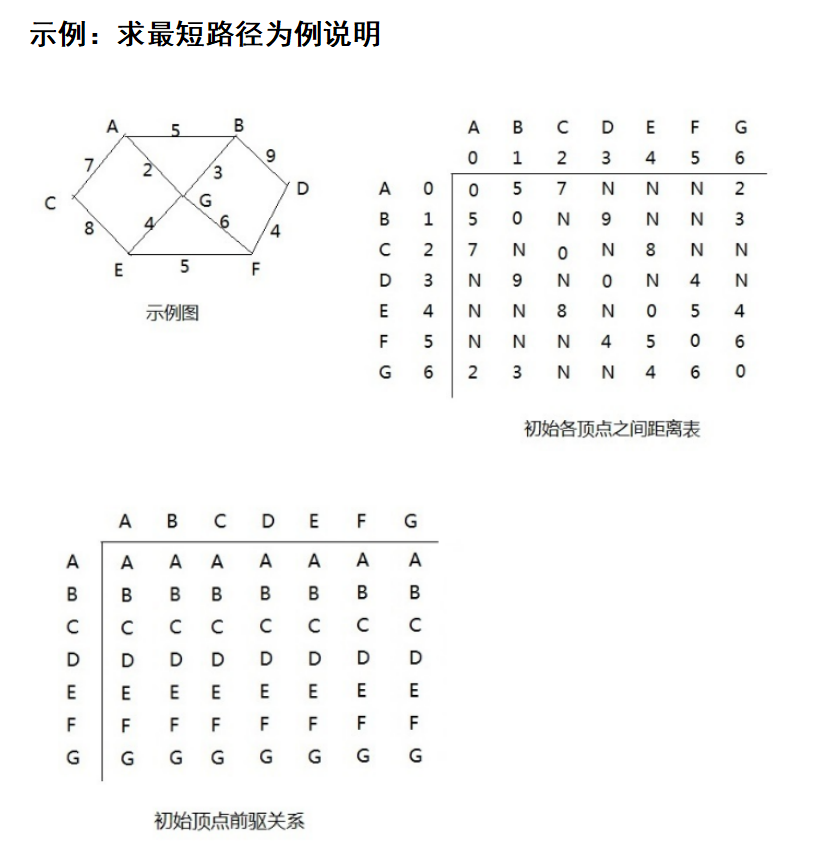 示例：求最短路径为例说明
A 5 B
7 2 3 9
C G D
8 4 6 4
E 5 F
示例图
A B C D E F G
0 1 2 3 4 5 6
A 0 0 5 7 N N N 2
B 1 5 0 N 9 N N 3
C 2 7 N 0 N 8 N N
D 3 N 9 N 0 N 4 N
E 4 N N 8 N 0 5 4
F 5 N N N 4 5 0 6
G 6 2 3 N N 4 6 0
初始各顶点之间距离表
A B C D E F G
A A A A A A A A
B B B B B B B B
C C C C C C C C
D D D D D D D D
E E E E E E E E
F F F F F F F F
G G G G G G G G
初始顶点前驱关系